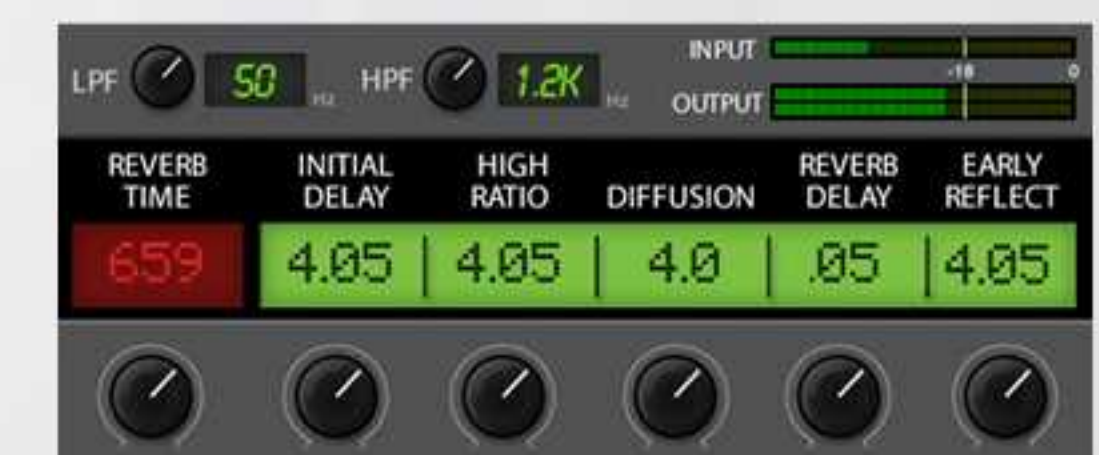 LPF 50 Hz HPF 1.2K Hz INPUT
-18 0
OUTPUT
REVERB INITIAL HIGH REVERB EARLY
TIME DELAY RATIO DIFFUSION DELAY REFLECT
659 4.05 4.05 4.0 .05 4.05